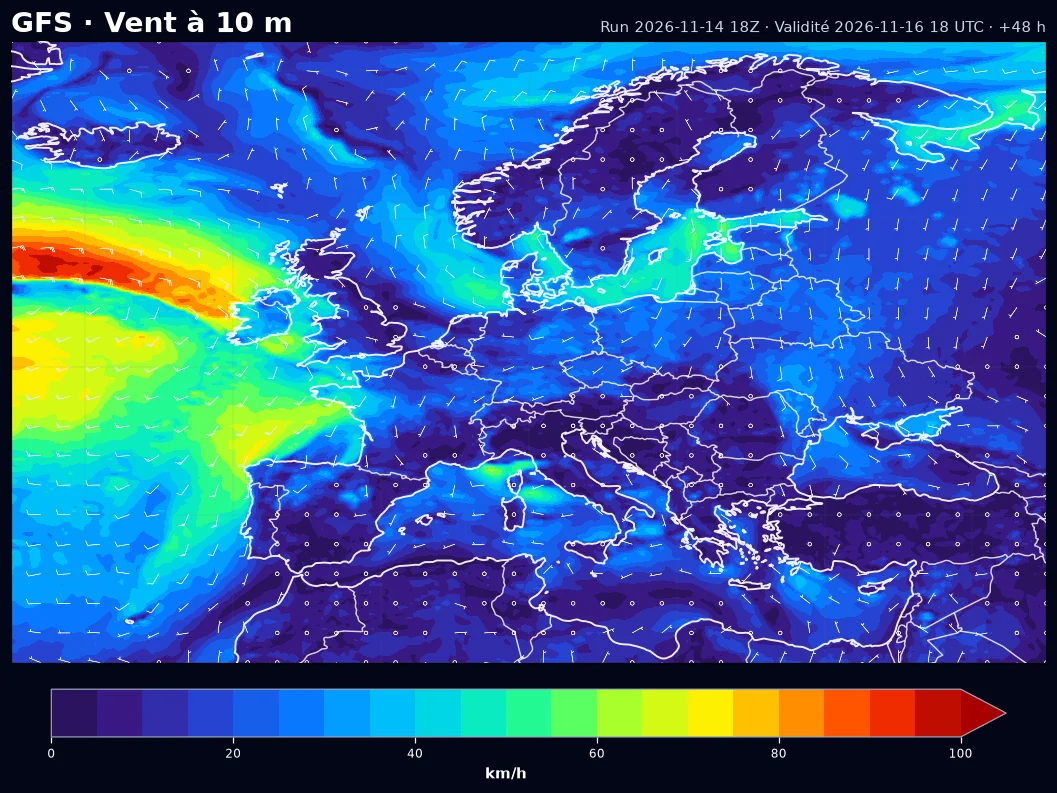 GFS · Vent à 10 m
Run 2026-11-14 18Z · Validité 2026-11-16 18 UTC · +48 h
0 20 40 60 80 100
km/h